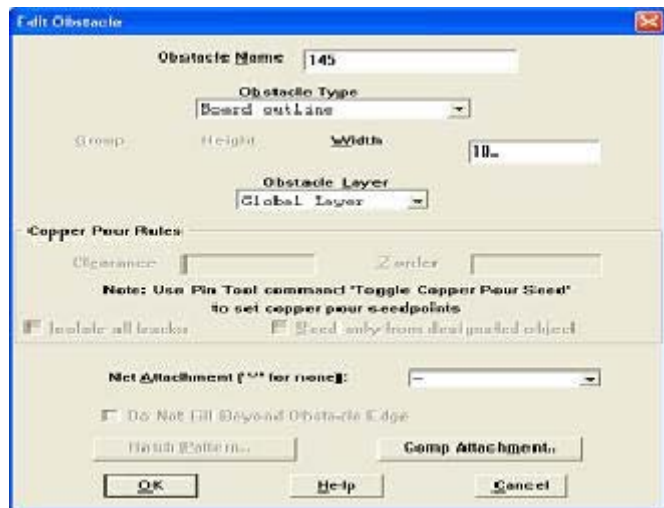 Edit Obstacle
Obstacle Name 145
Obstacle Type
Board outline
Group Height Width 10.
Obstacle Layer
Global Layer
Copper Pour Rules
Clearance Z order
Note: Use Pin Tool command 'Toggle Copper Pour Seed'
to set copper pour seedpoints
Isolate all tracks Seed only from designated object
Net Attachment ("-" for none): -
Do Not Fill Beyond Obstacle Edge
Hatch Pattern... Comp Attachment..
OK Help Cancel